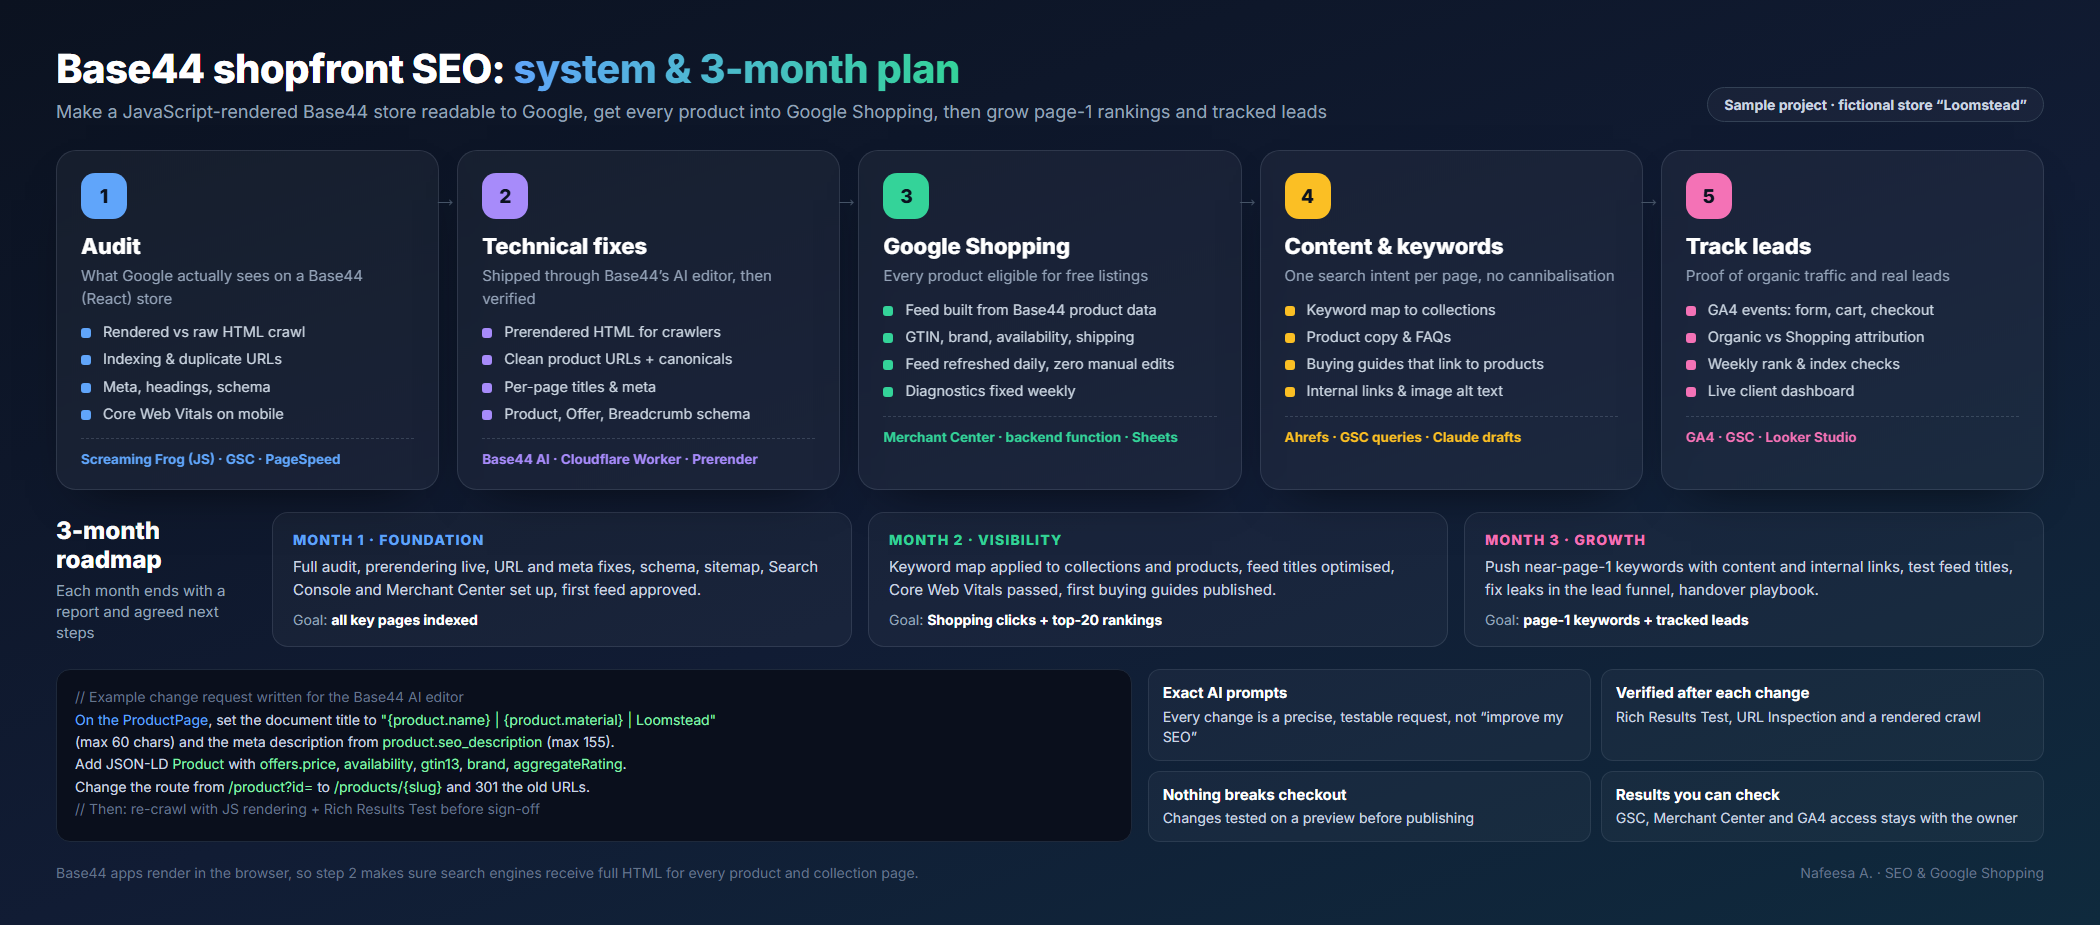 Base44 shopfront SEO: system & 3-month plan
Make a JavaScript-rendered Base44 store readable to Google, get every product into Google Shopping, then grow page-1 rankings and tracked leads
Sample project · fictional store “Loomstead”
1
Audit
What Google actually sees on a Base44
(React) store
Rendered vs raw HTML crawl
Indexing & duplicate URLs
Meta, headings, schema
Core Web Vitals on mobile
Screaming Frog (JS) · GSC · PageSpeed
→
2
Technical fixes
Shipped through Base44’s AI editor, then
verified
Prerendered HTML for crawlers
Clean product URLs + canonicals
Per-page titles & meta
Product, Offer, Breadcrumb schema
Base44 AI · Cloudflare Worker · Prerender
→
3
Google Shopping
Every product eligible for free listings
Feed built from Base44 product data
GTIN, brand, availability, shipping
Feed refreshed daily, zero manual edits
Diagnostics fixed weekly
Merchant Center · backend function · Sheets
→
4
Content & keywords
One search intent per page, no cannibalisation
Keyword map to collections
Product copy & FAQs
Buying guides that link to products
Internal links & image alt text
Ahrefs · GSC queries · Claude drafts
→
5
Track leads
Proof of organic traffic and real leads
GA4 events: form, cart, checkout
Organic vs Shopping attribution
Weekly rank & index checks
Live client dashboard
GA4 · GSC · Looker Studio
3-month
roadmap
Each month ends with a
report and agreed next
steps
MONTH 1 · FOUNDATION
Full audit, prerendering live, URL and meta fixes, schema, sitemap, Search
Console and Merchant Center set up, first feed approved.
Goal: all key pages indexed
MONTH 2 · VISIBILITY
Keyword map applied to collections and products, feed titles optimised,
Core Web Vitals passed, first buying guides published.
Goal: Shopping clicks + top-20 rankings
MONTH 3 · GROWTH
Push near-page-1 keywords with content and internal links, test feed titles,
fix leaks in the lead funnel, handover playbook.
Goal: page-1 keywords + tracked leads
// Example change request written for the Base44 AI editor
On the ProductPage, set the document title to "{product.name} | {product.material} | Loomstead"
(max 60 chars) and the meta description from product.seo_description (max 155).
Add JSON-LD Product with offers.price, availability, gtin13, brand, aggregateRating.
Change the route from /product?id= to /products/{slug} and 301 the old URLs.
// Then: re-crawl with JS rendering + Rich Results Test before sign-off
Exact AI prompts
Every change is a precise, testable request, not “improve my
SEO”
Verified after each change
Rich Results Test, URL Inspection and a rendered crawl
Nothing breaks checkout
Changes tested on a preview before publishing
Results you can check
GSC, Merchant Center and GA4 access stays with the owner
Base44 apps render in the browser, so step 2 makes sure search engines receive full HTML for every product and collection page.
Nafeesa A. · SEO & Google Shopping